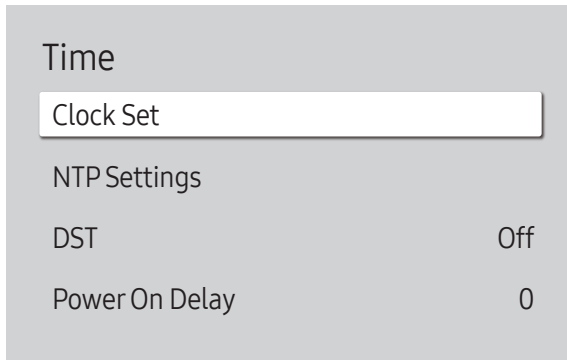 Time
Clock Set
NTP Settings
DST Off
Power On Delay 0